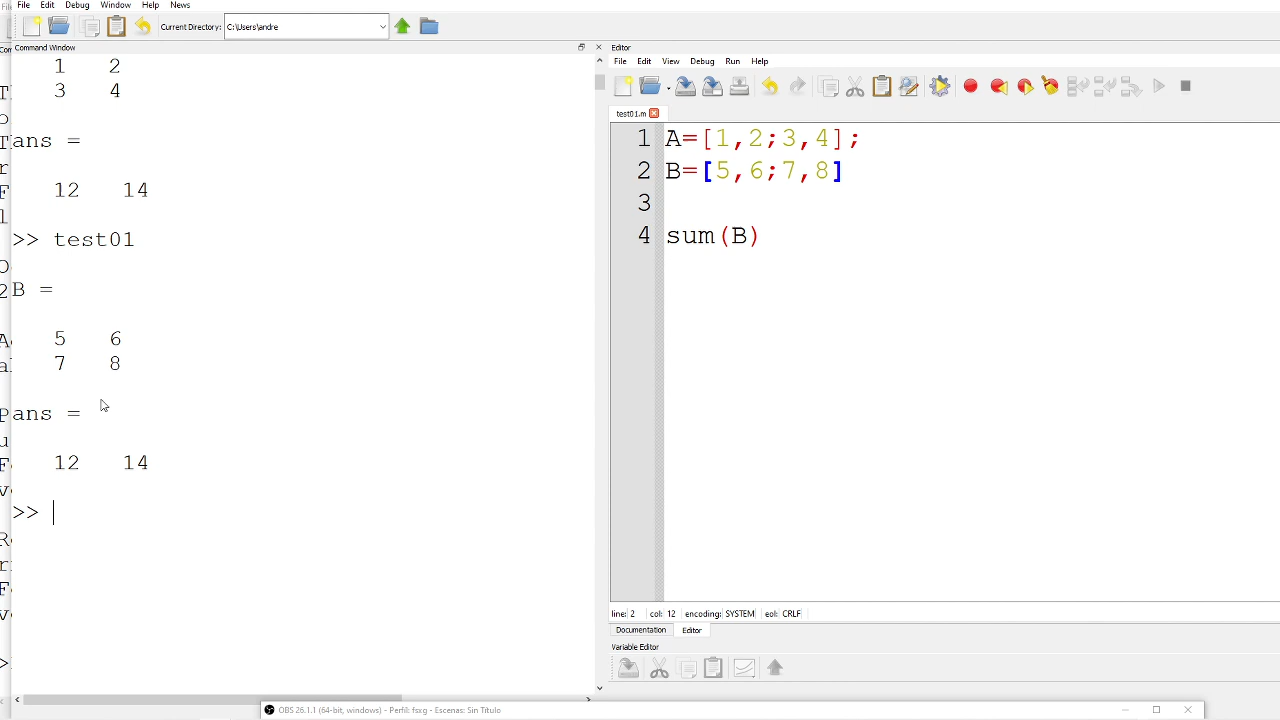 File Edit Debug Window Help News
Current Directory: C:\Users\andre
Command Window
1 2
3 4
ans =
12 14
>> test01
B =
5 6
7 8
ans =
12 14
>>
Editor
File Edit View Debug Run Help
test01.m
1 A=[1,2;3,4];
2 B=[5,6;7,8]
3
4 sum(B)
line: 2 col: 12 encoding: SYSTEM eol: CRLF
Documentation Editor
Variable Editor
OBS 26.1.1 (64-bit, windows) - Perfil: fsxg - Escenas: Sin Título